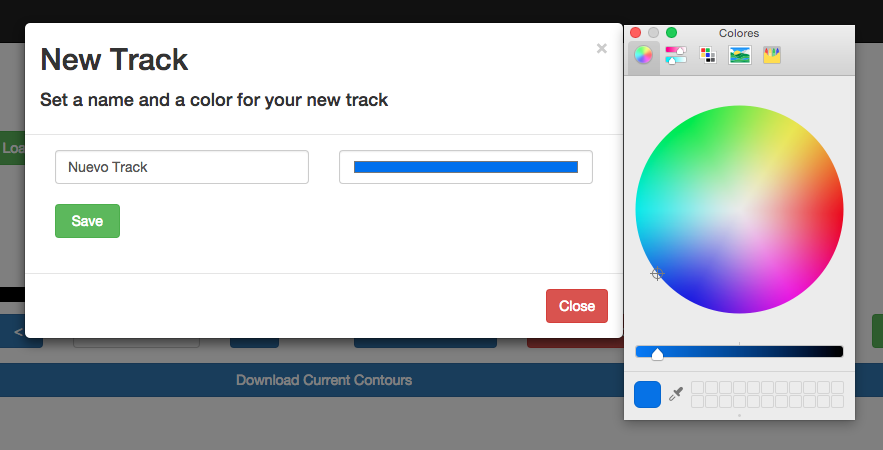 New Track
×
Set a name and a color for your new track
Nuevo Track
Save
Close
Colores
Loa
<
Download Current Contours